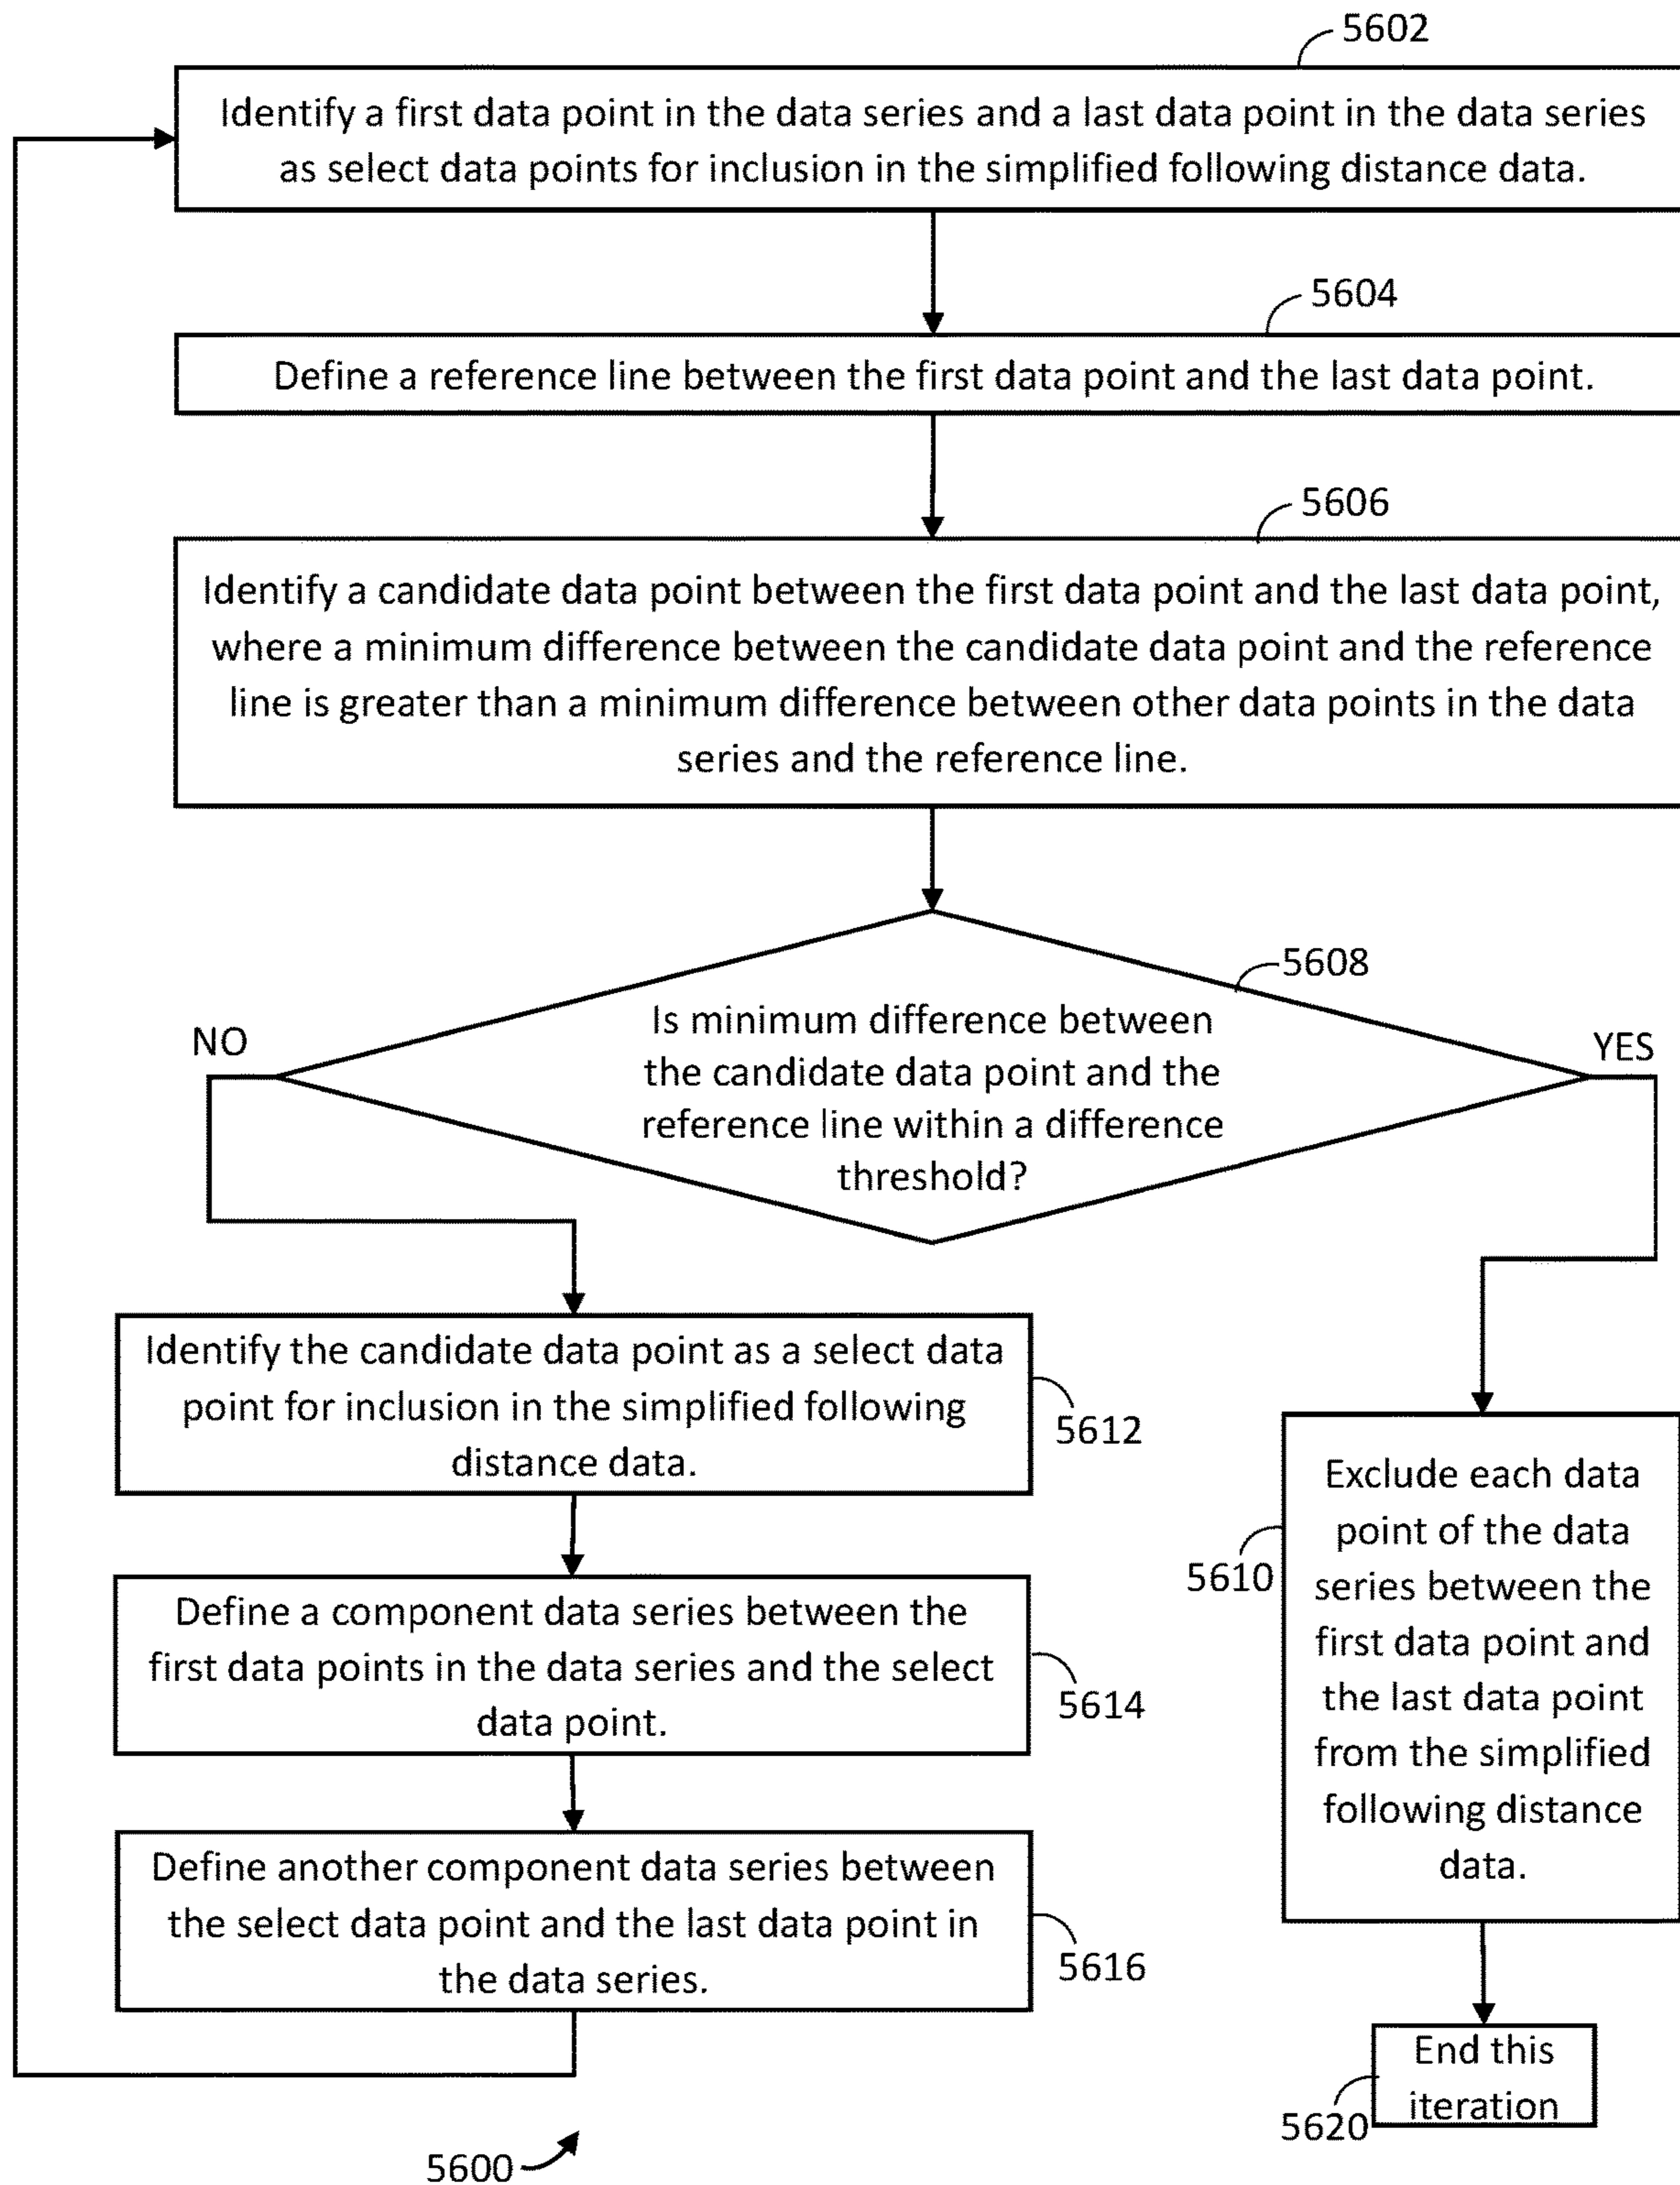 5602
Identify a first data point in the data series and a last data point in the data series
as select data points for inclusion in the simplified following distance data.
5604
Define a reference line between the first data point and the last data point.
5606
Identify a candidate data point between the first data point and the last data point,
where a minimum difference between the candidate data point and the reference
line is greater than a minimum difference between other data points in the data
series and the reference line.
5608
Is minimum difference between
the candidate data point and the
reference line within a difference
threshold?
NO
YES
Identify the candidate data point as a select data
point for inclusion in the simplified following
distance data.
5612
Define a component data series between the
first data points in the data series and the select
data point.
5614
Define another component data series between
the select data point and the last data point in
the data series.
5616
Exclude each data
point of the data
series between the
first data point and
the last data point
from the simplified
following distance
data.
5610
End this
iteration
5620
5600